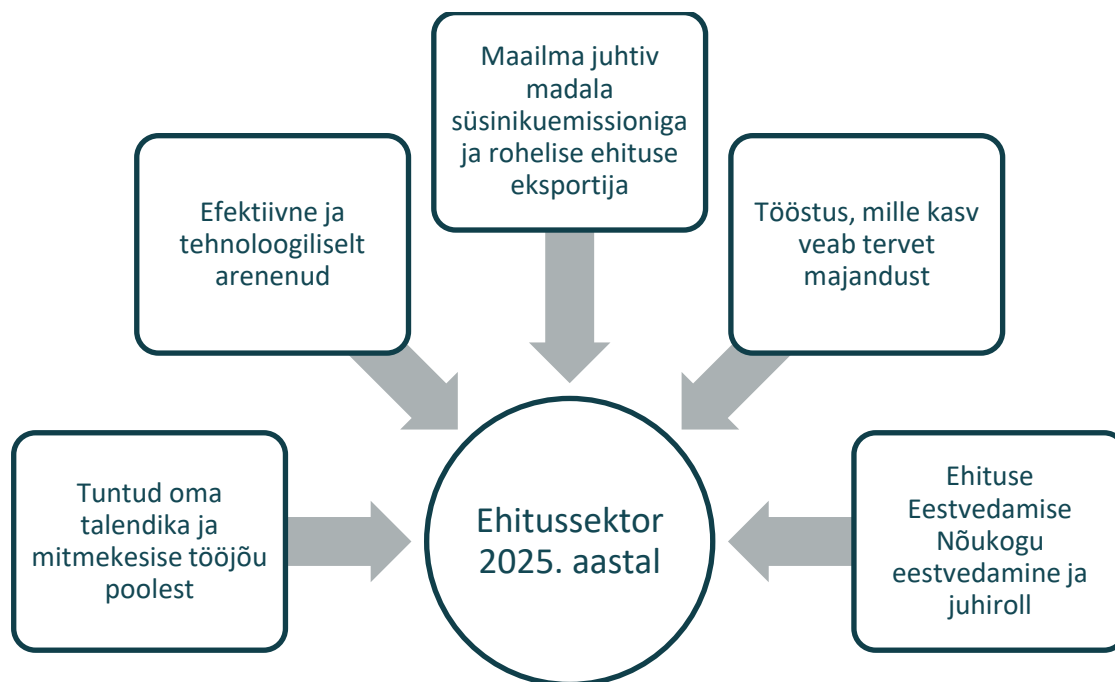 Maailma juhtiv
madala
süsinikuemissioniga
ja rohelise ehituse
eksportija
Efektiivne ja
tehnoloogiliselt
arenenud
Tööstus, mille kasv
veab tervet
majandust
Tuntud oma
talendika ja
mitmekesise tööjõu
poolest
Ehitussektor
2025. aastal
Ehituse
Eestvedamise
Nõukogu
eestvedamine ja
juhiroll